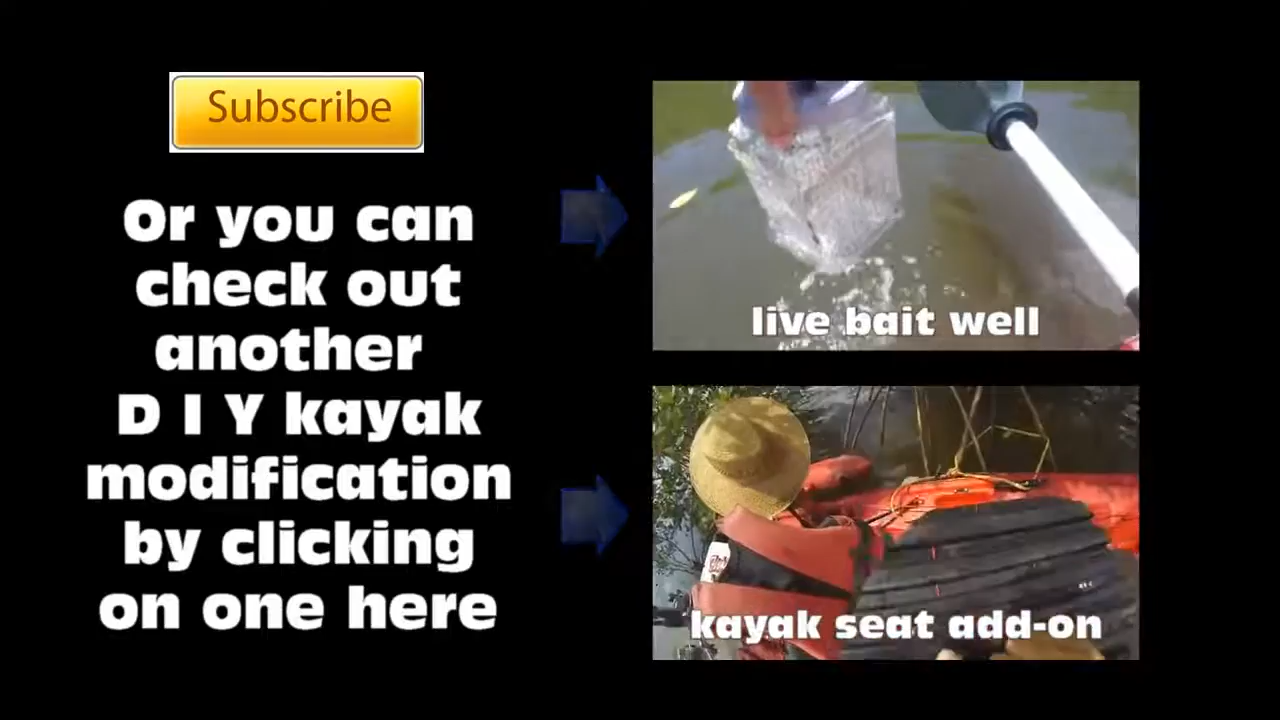 Subscribe
Or you can
check out
another
D I Y kayak
modification
by clicking
on one here
live bait well
kayak seat add-on